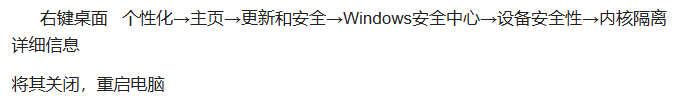 右键桌面 个性化→主页→更新和安全→Windows安全中心→设备安全性→内核隔离
详细信息
将其关闭，重启电脑